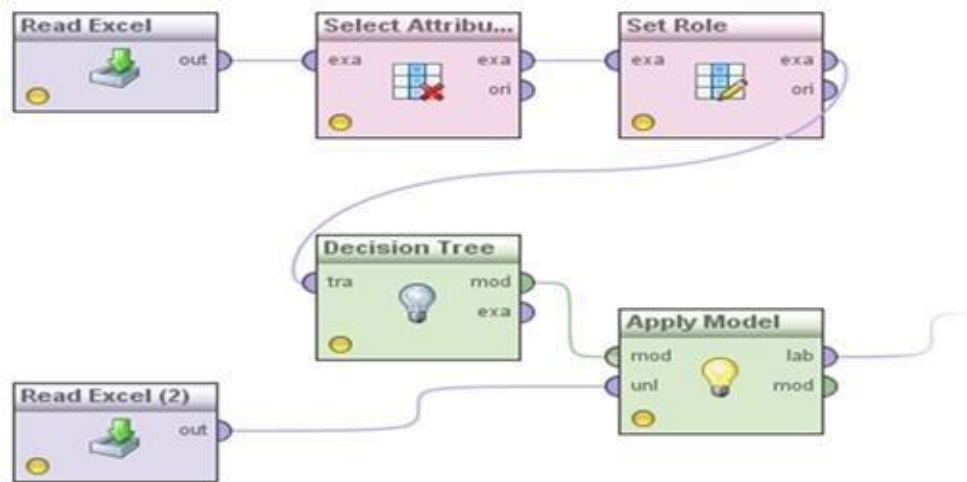 Read Excel
out
Select Attribu...
exa exa
ori
Set Role
exa exa
ori
Decision Tree
tra mod
exa
Apply Model
mod lab
unl mod
Read Excel (2)
out